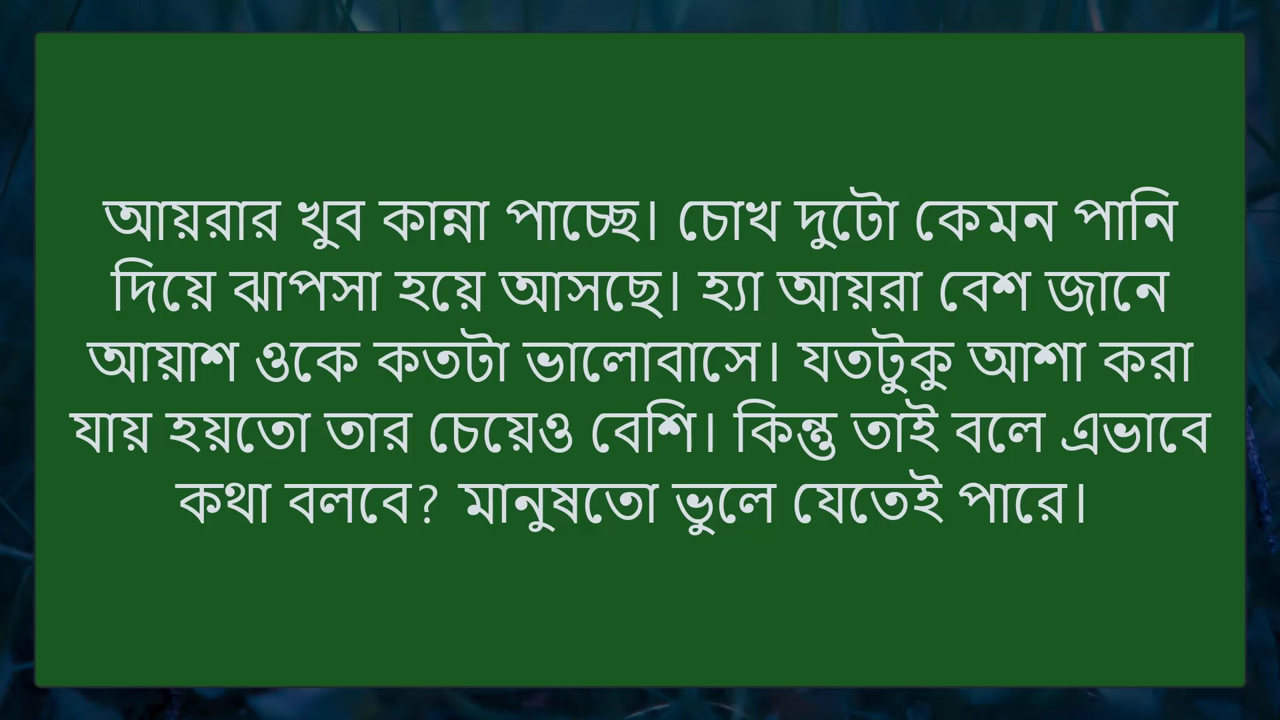 আয়রার খুব কান্না পাচ্ছে। চোখ দুটো কেমন পানি
দিয়ে ঝাপসা হয়ে আসছে। হ্যা আয়রা বেশ জানে
আয়াশ ওকে কতটা ভালোবাসে। যতটুকু আশা করা
যায় হয়তো তার চেয়েও বেশি। কিন্তু তাই বলে এভাবে
কথা বলবে? মানুষতো ভুলে যেতেই পারে।